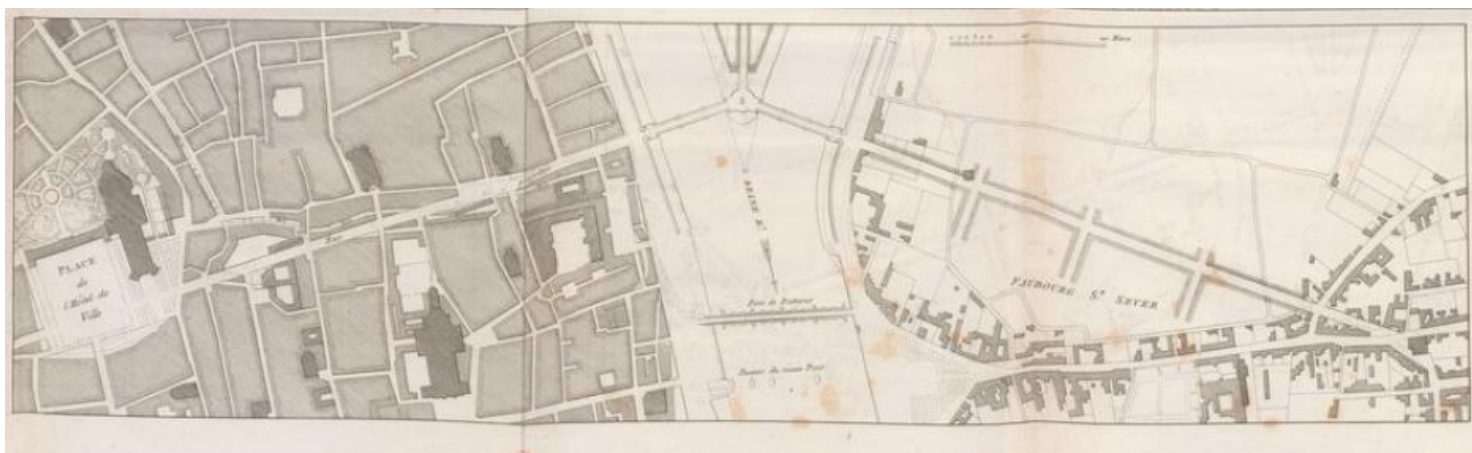 PLACE
de
l'Hôtel de
Ville
SEINE R.
Pont de Bateaux
Ruines du vieux Pont
FAUBOURG St SEVER